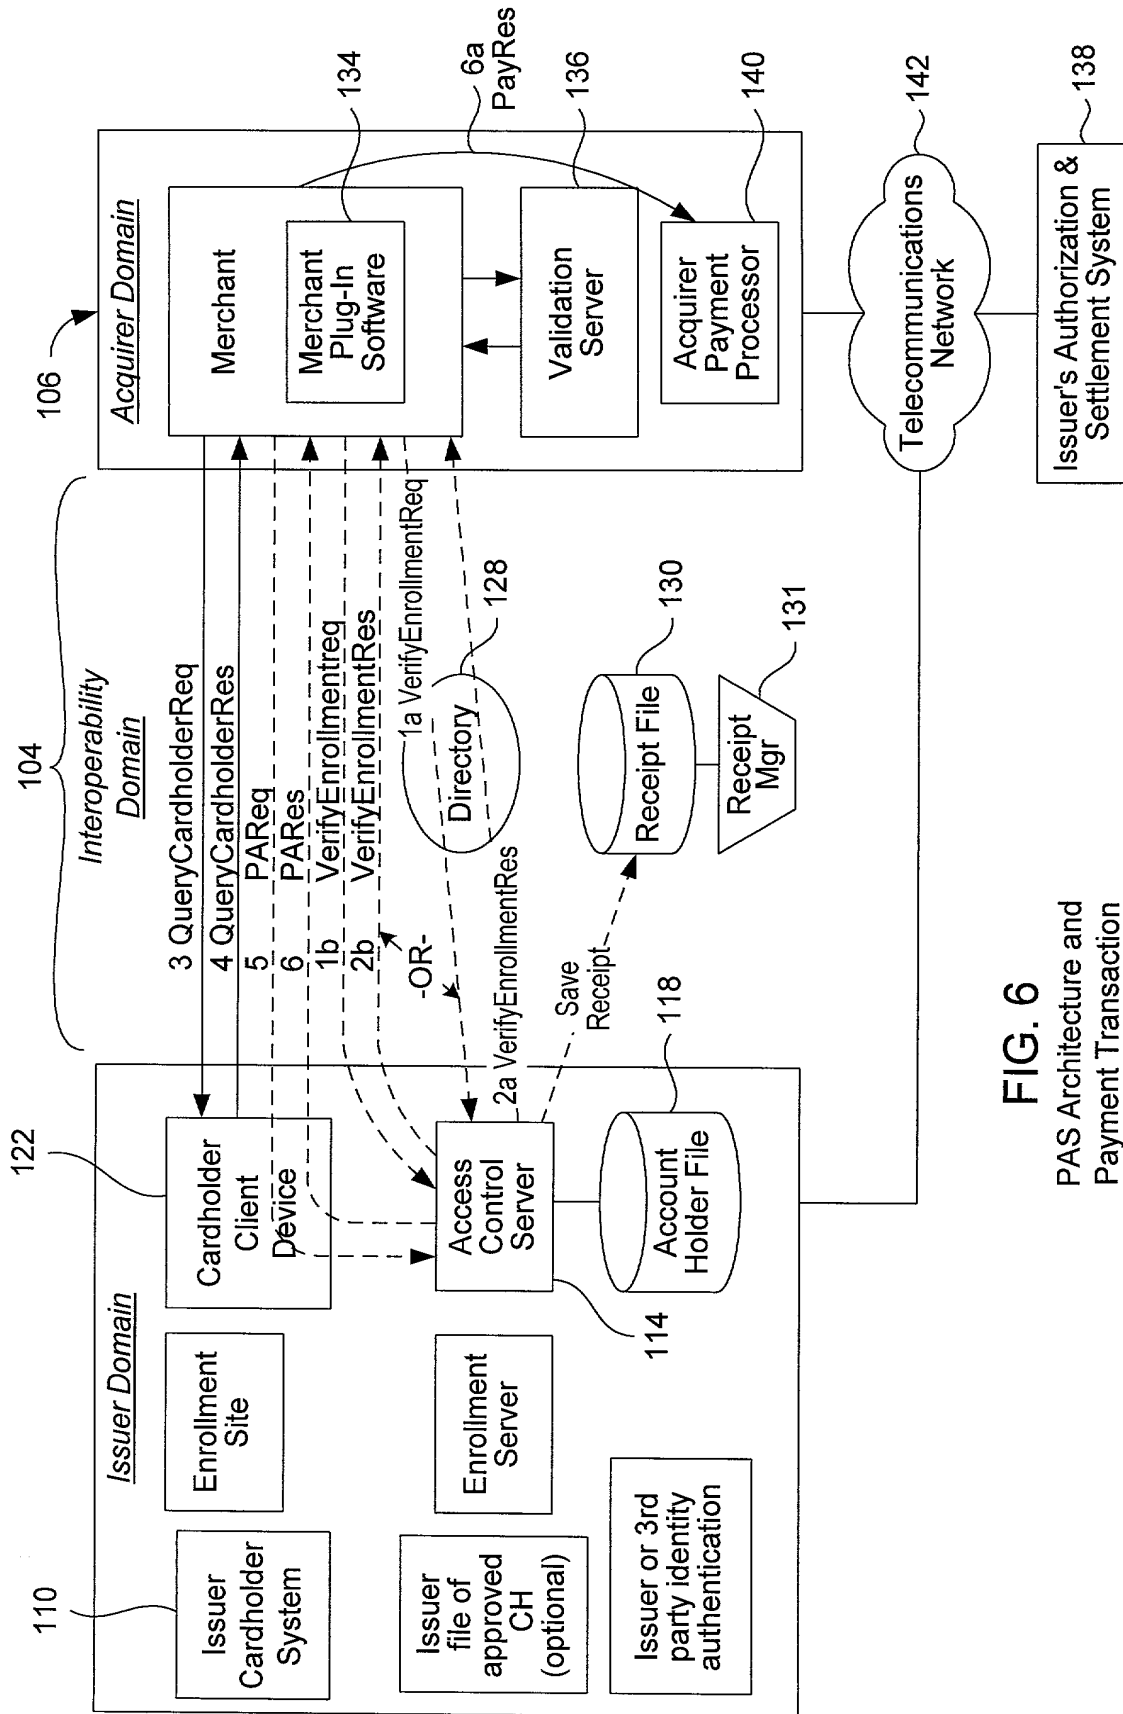 122
110
Issuer Domain
Issuer
Cardholder
System
Enrollment
Site
Cardholder
Client
Device
Issuer
file of
approved
CH
(optional)
Enrollment
Server
Access
Control
Server
114
Issuer or 3rd
party identity
authentication
Account
Holder File
118
104
Interoperability
Domain
3 QueryCardholderReq
4 QueryCardholderRes
5 PAReq
6 PARes
1b VerifyEnrollmentreq
2b VerifyEnrollmentRes
-OR-
1a VerifyEnrollmentReq
2a VerifyEnrollmentRes
Directory
128
Save
Receipt
Receipt File
130
Receipt
Mgr
131
106
Acquirer Domain
Merchant
Merchant
Plug-In
Software
134
6a
PayRes
Validation
Server
136
Acquirer
Payment
Processor
140
Telecommunications
Network
142
Issuer's Authorization &
Settlement System
138
FIG. 6
PAS Architecture and
Payment Transaction